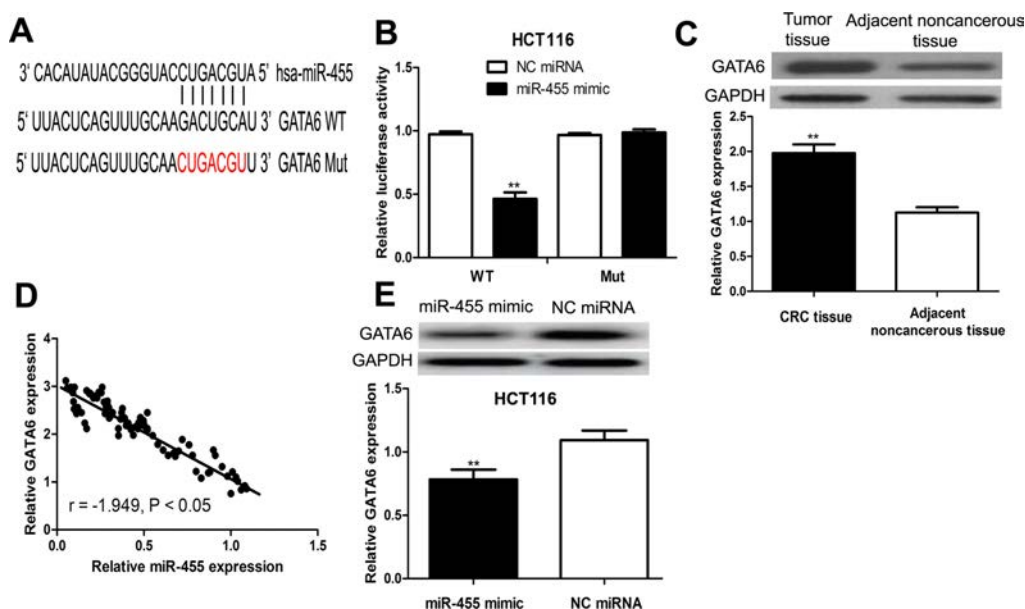 A
3' CACAUAUACGGGUACCUGACGUA 5' hsa-miR-455
5' UUACUCAGUUUGCAAGACUGCAU 3' GATA6 WT
5' UUACUCAGUUUGCAACUGACGUU 3' GATA6 Mut
B
HCT116
NC miRNA
miR-455 mimic
Relative luciferase activity
1.5
1.0
0.5
0.0
**
WT
Mut
C
Tumor
tissue
Adjacent noncancerous
tissue
GATA6
GAPDH
Relative GATA6 expression
2.5
2.0
1.5
1.0
0.5
0.0
**
CRC tissue
Adjacent
noncancerous tissue
D
Relative GATA6 expression
4
3
2
1
0
r = -1.949, P < 0.05
0.0
0.5
1.0
1.5
Relative miR-455 expression
E
miR-455 mimic
NC miRNA
GATA6
GAPDH
HCT116
Relative GATA6 expression
1.5
1.0
0.5
0.0
**
miR-455 mimic
NC miRNA